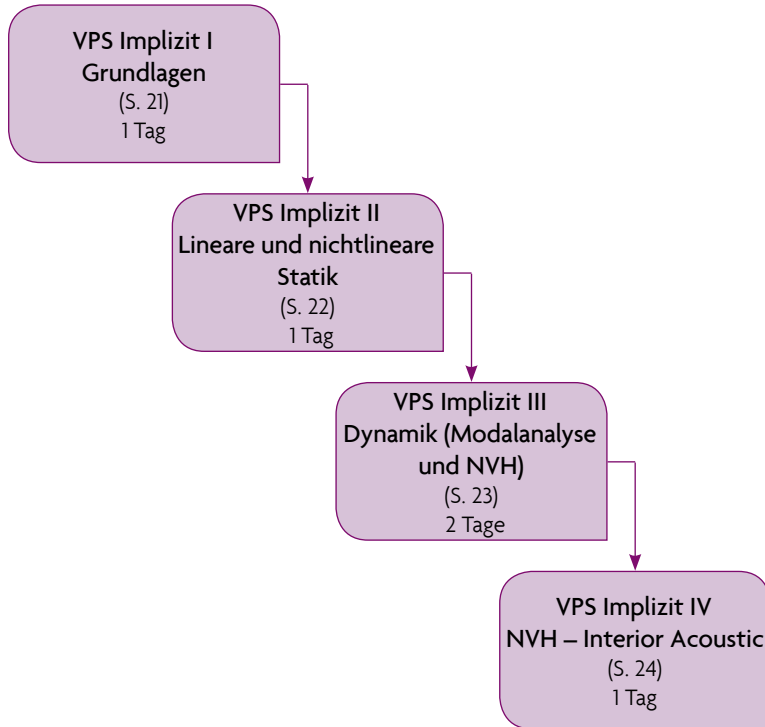 VPS Implizit I
Grundlagen
(S. 21)
1 Tag
VPS Implizit II
Lineare und nichtlineare
Statik
(S. 22)
1 Tag
VPS Implizit III
Dynamik (Modalanalyse
und NVH)
(S. 23)
2 Tage
VPS Implizit IV
NVH – Interior Acoustic
(S. 24)
1 Tag